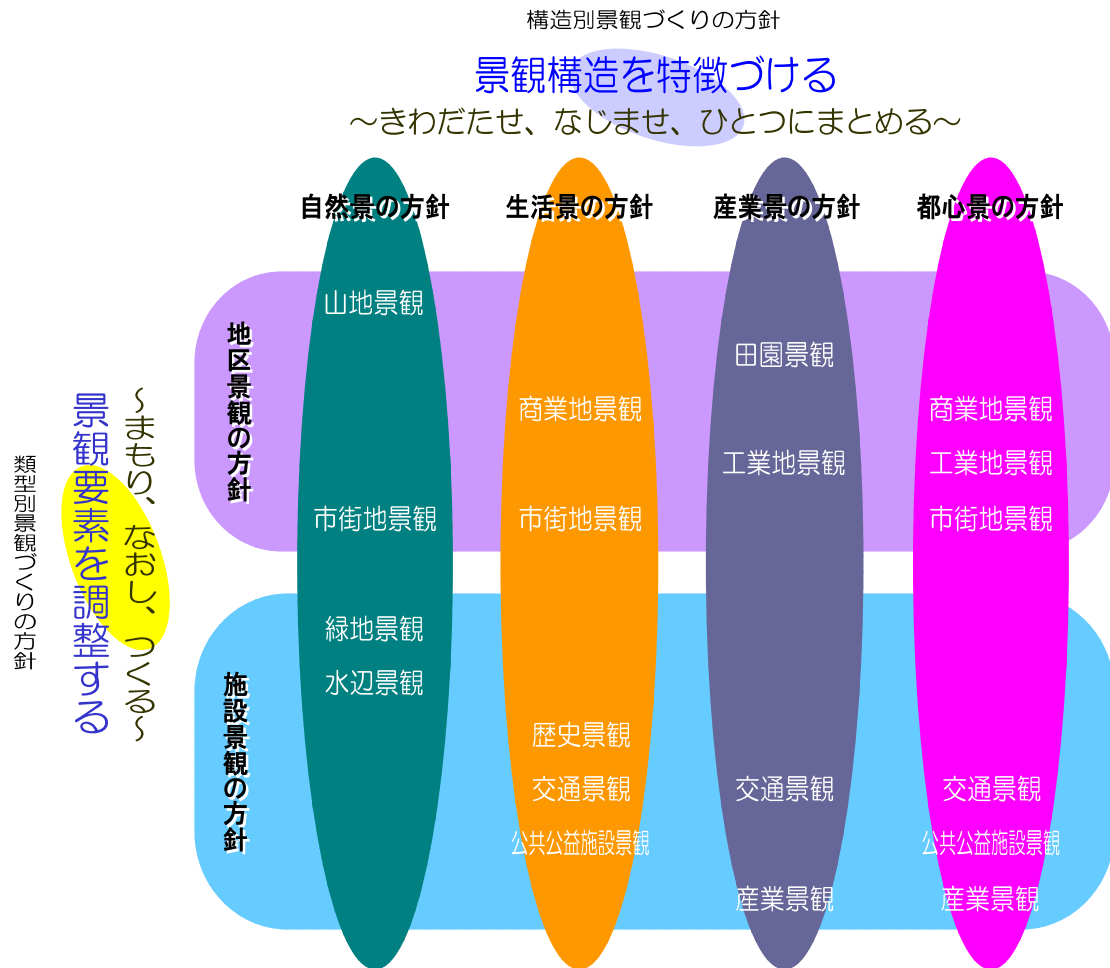 構造別景観づくりの方針
景観構造を特徴づける
～きわだたせ、なじませ、ひとつにまとめる～
自然景の方針
生活景の方針
産業景の方針
都心景の方針
類型別景観づくりの方針
景観要素を調整する
～まもり、なおし、つくる～
地区景観の方針
山地景観
田園景観
商業地景観
商業地景観
工業地景観
工業地景観
市街地景観
市街地景観
市街地景観
施設景観の方針
緑地景観
水辺景観
歴史景観
交通景観
交通景観
交通景観
公共公益施設景観
公共公益施設景観
産業景観
産業景観